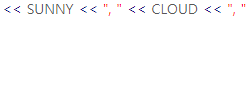 << SUNNY << ", " << CLOUD << ", "